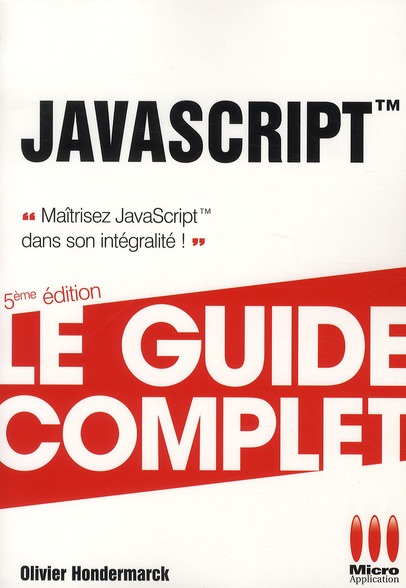 JAVASCRIPT™
“ Maîtrisez JavaScript™
dans son intégralité ! ”
5ème édition
LE GUIDE
COMPLET
Olivier Hondermarck
Micro
Application